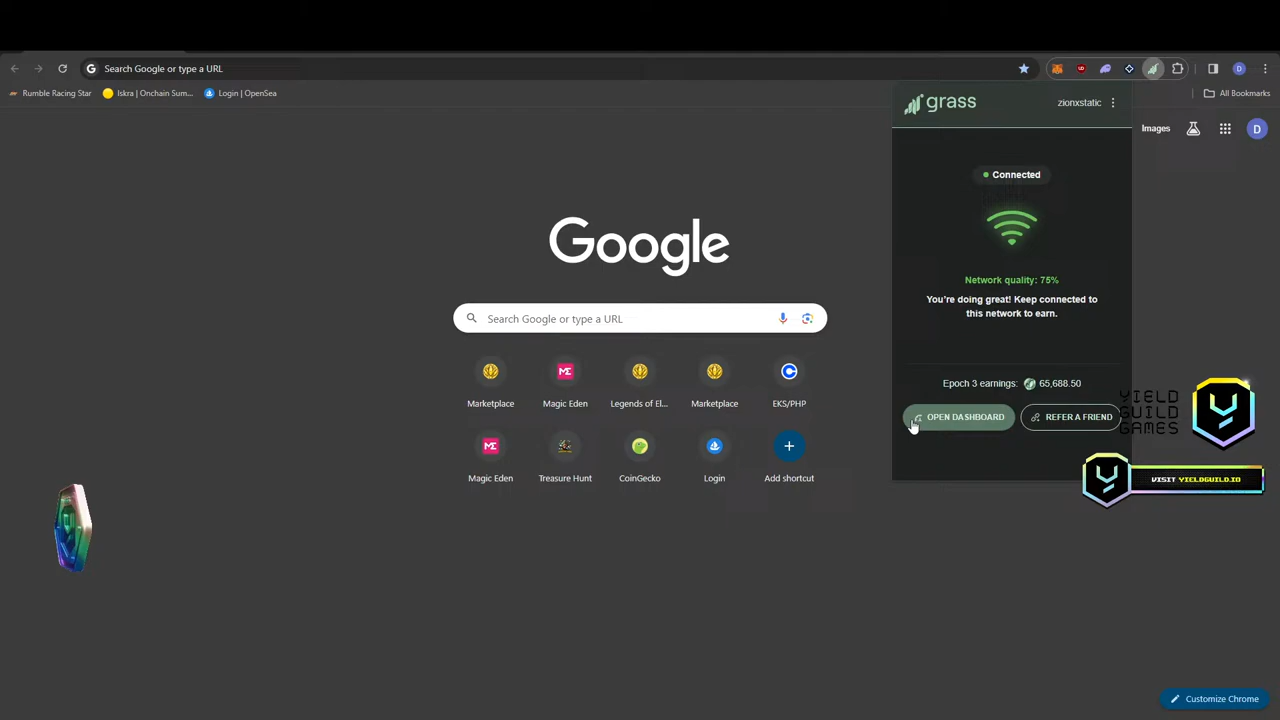 Search Google or type a URL
Rumble Racing Star
Iskra | Onchain Sum...
Login | OpenSea
All Bookmarks
grass
zionxstatic
Images
D
Connected
Google
Network quality: 75%
You're doing great! Keep connected to
this network to earn.
Search Google or type a URL
Marketplace
Magic Eden
Legends of El...
Marketplace
EKS/PHP
Epoch 3 earnings: 65,688.50
OPEN DASHBOARD
REFER A FRIEND
YIELD
GUILD
GAMES
Magic Eden
Treasure Hunt
CoinGecko
Login
Add shortcut
VISIT YIELDGUILD.IO
Customize Chrome